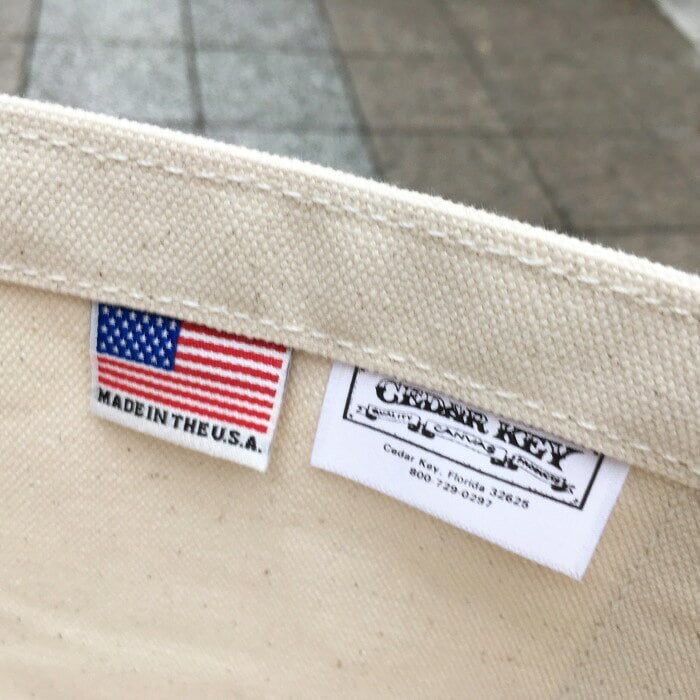 MADE IN THE U.S.A.
CEDAR KEY
QUALITY CANVAS PRODUCTS
Cedar Key, Florida 32625
800-729-0297